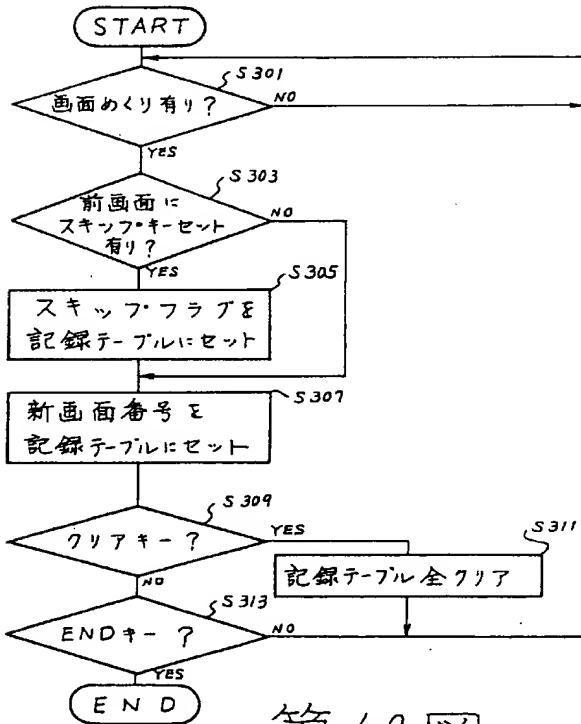 START
S301
画面めくり有り?
NO
YES
S303
前画面に
スキップキーセット
有り?
NO
YES
S305
スキップフラグを
記録テーブルにセット
S307
新画面番号を
記録テーブルにセット
S309
クリアキー?
YES
NO
S311
記録テーブル全クリア
S313
ENDキー?
NO
YES
END